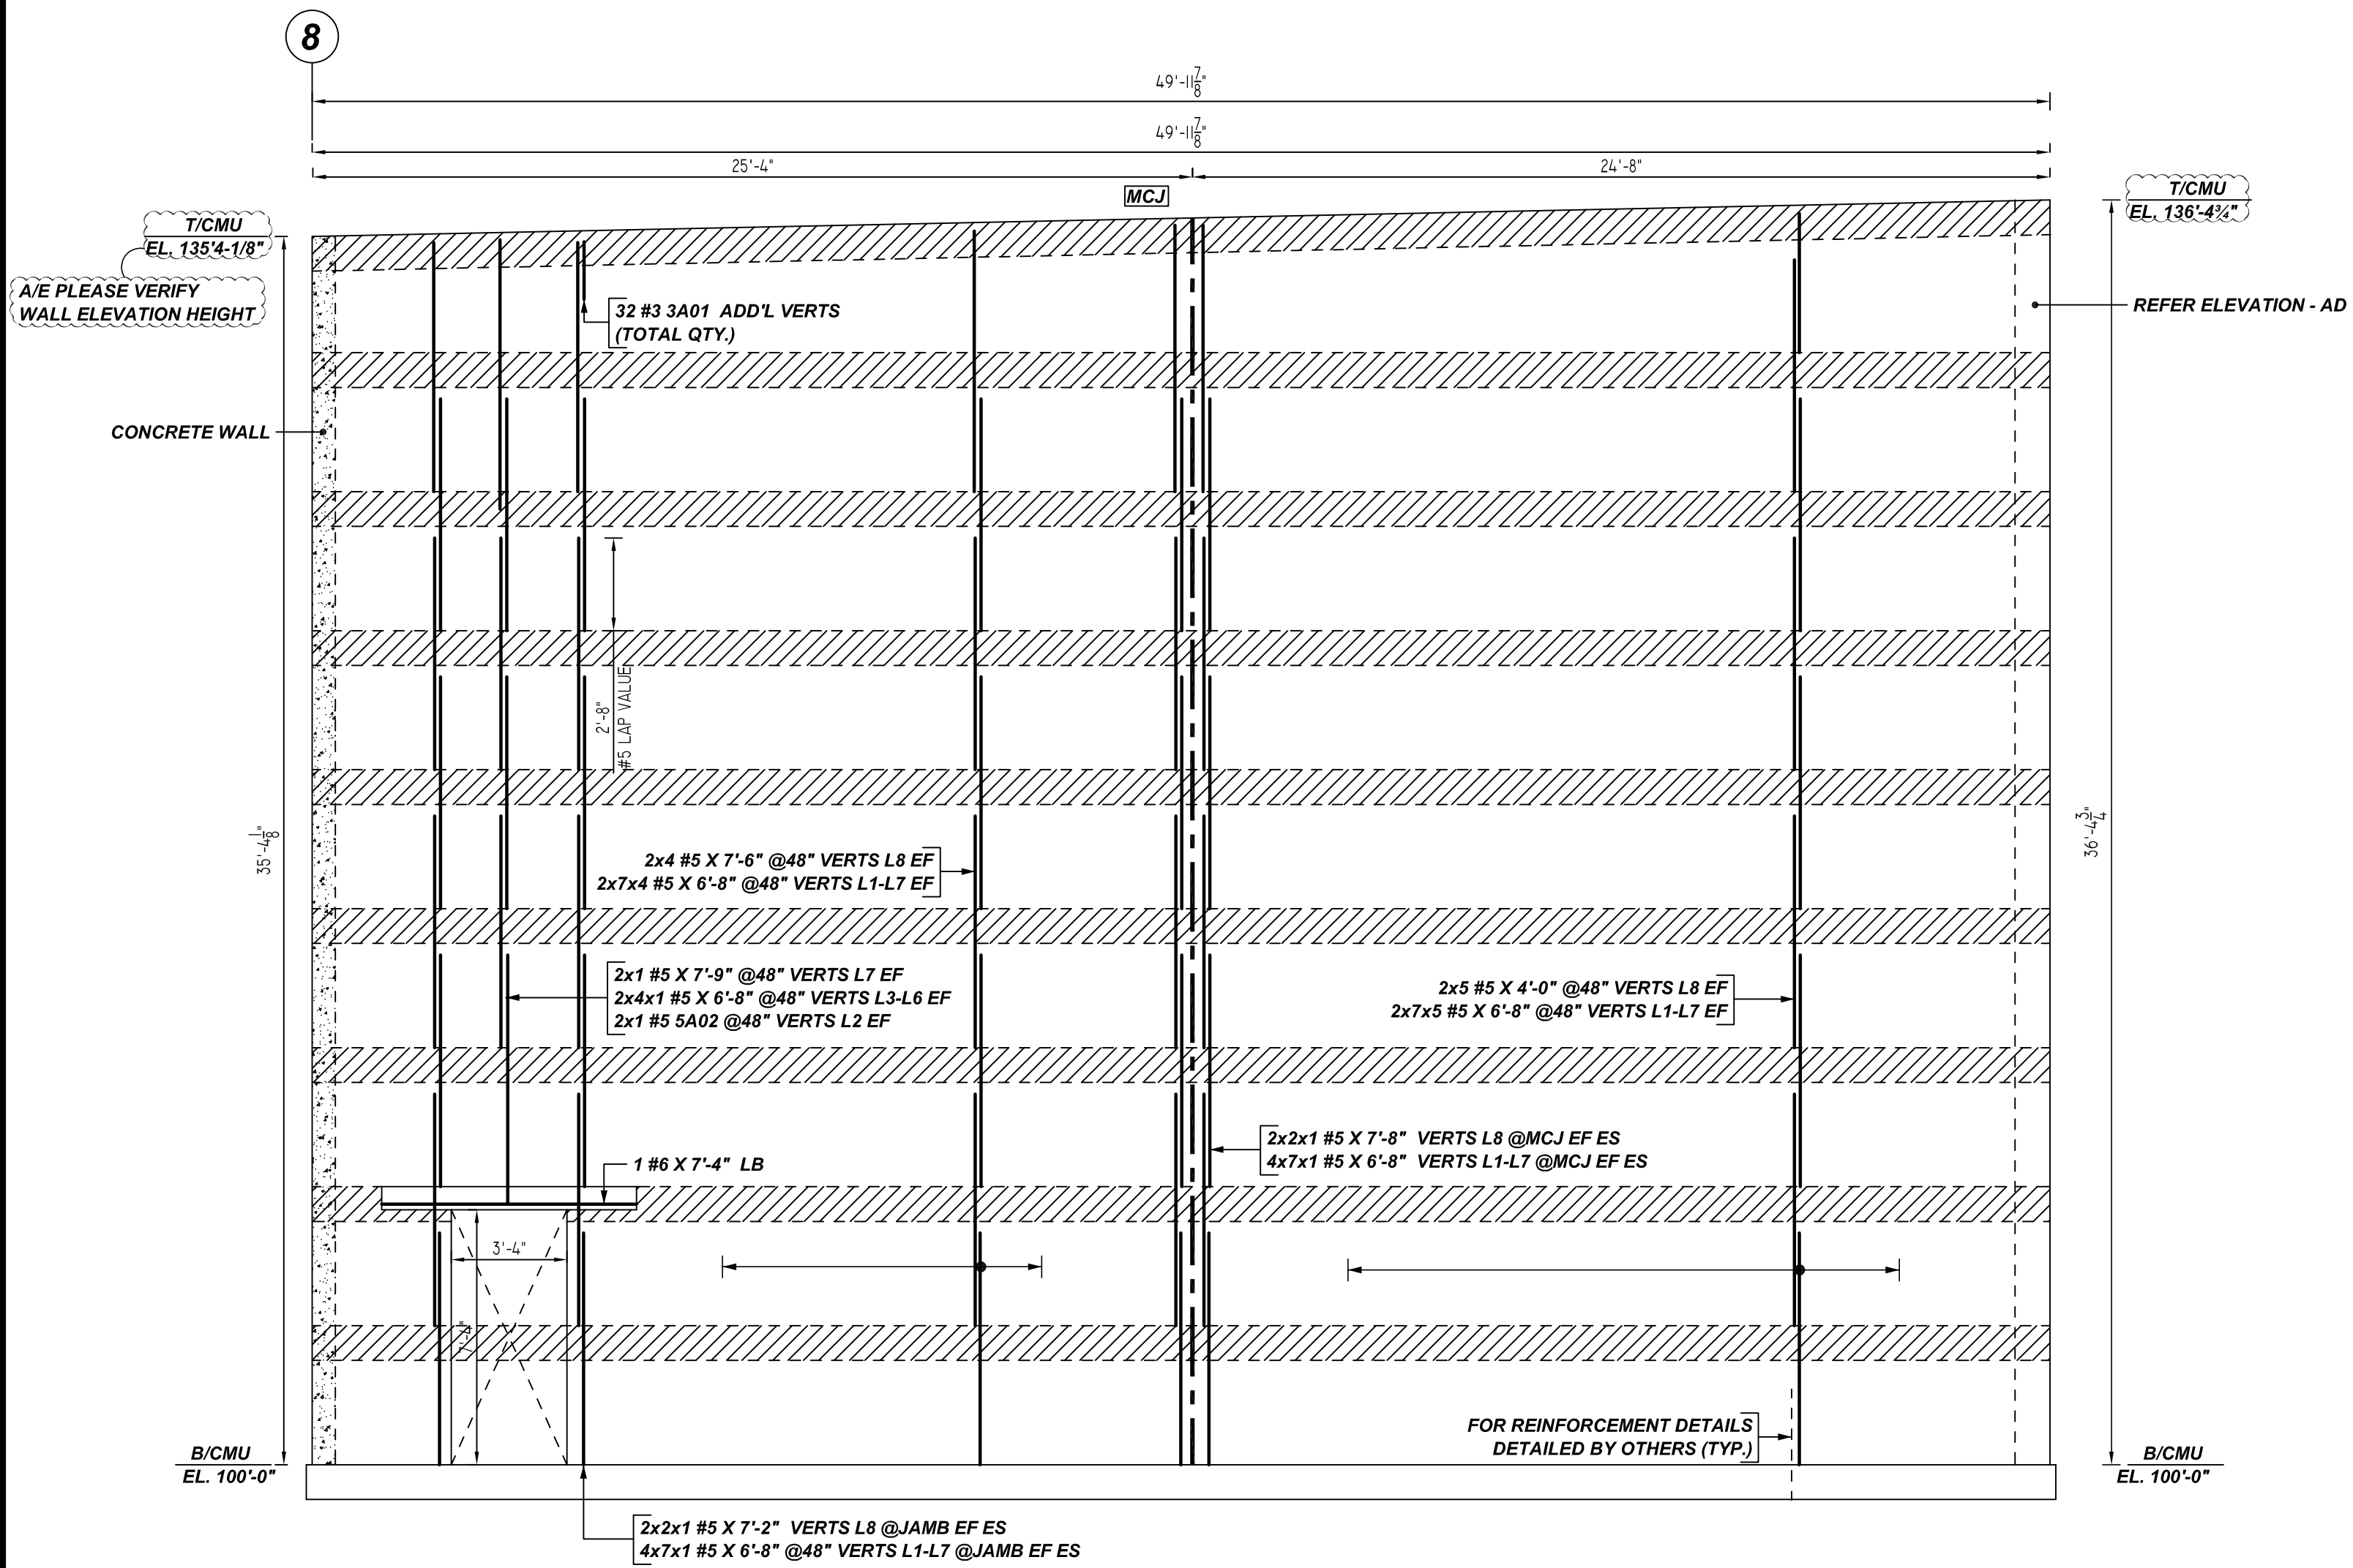 8
49'-11 7/8"
49'-11 7/8"
25'-4"
24'-8"
MCJ
T/CMU
EL. 135'4-1/8"
A/E PLEASE VERIFY
WALL ELEVATION HEIGHT
T/CMU
EL. 136'-4¾"
REFER ELEVATION - AD
32 #3 3A01 ADD'L VERTS
(TOTAL QTY.)
CONCRETE WALL
2'-8"
#5 LAP VALUE
35'-4 1/8"
36'-4 3/4"
2x4 #5 X 7'-6" @48" VERTS L8 EF
2x7x4 #5 X 6'-8" @48" VERTS L1-L7 EF
2x1 #5 X 7'-9" @48" VERTS L7 EF
2x4x1 #5 X 6'-8" @48" VERTS L3-L6 EF
2x1 #5 5A02 @48" VERTS L2 EF
2x5 #5 X 4'-0" @48" VERTS L8 EF
2x7x5 #5 X 6'-8" @48" VERTS L1-L7 EF
2x2x1 #5 X 7'-8" VERTS L8 @MCJ EF ES
4x7x1 #5 X 6'-8" VERTS L1-L7 @MCJ EF ES
1 #6 X 7'-4" LB
3'-4"
7'-4"
FOR REINFORCEMENT DETAILS
DETAILED BY OTHERS (TYP.)
B/CMU
EL. 100'-0"
B/CMU
EL. 100'-0"
2x2x1 #5 X 7'-2" VERTS L8 @JAMB EF ES
4x7x1 #5 X 6'-8" @48" VERTS L1-L7 @JAMB EF ES